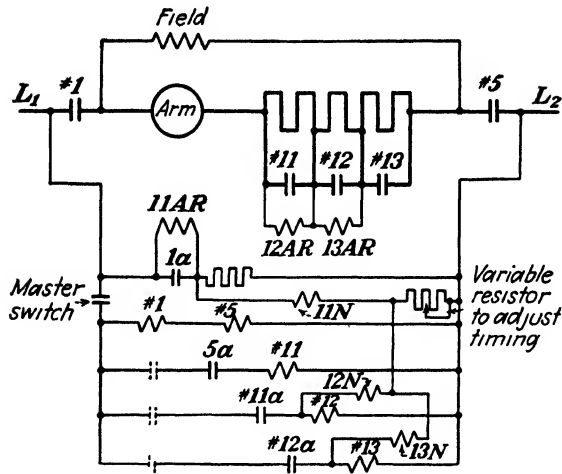 Field
L1
#1
Arm
#5
L2
#11
#12
#13
11AR
12AR
13AR
1a
Master
switch
Variable
resistor
to adjust
timing
11N
#1
#5
5a
#11
12N
#11a
#12
13N
#12a
#13